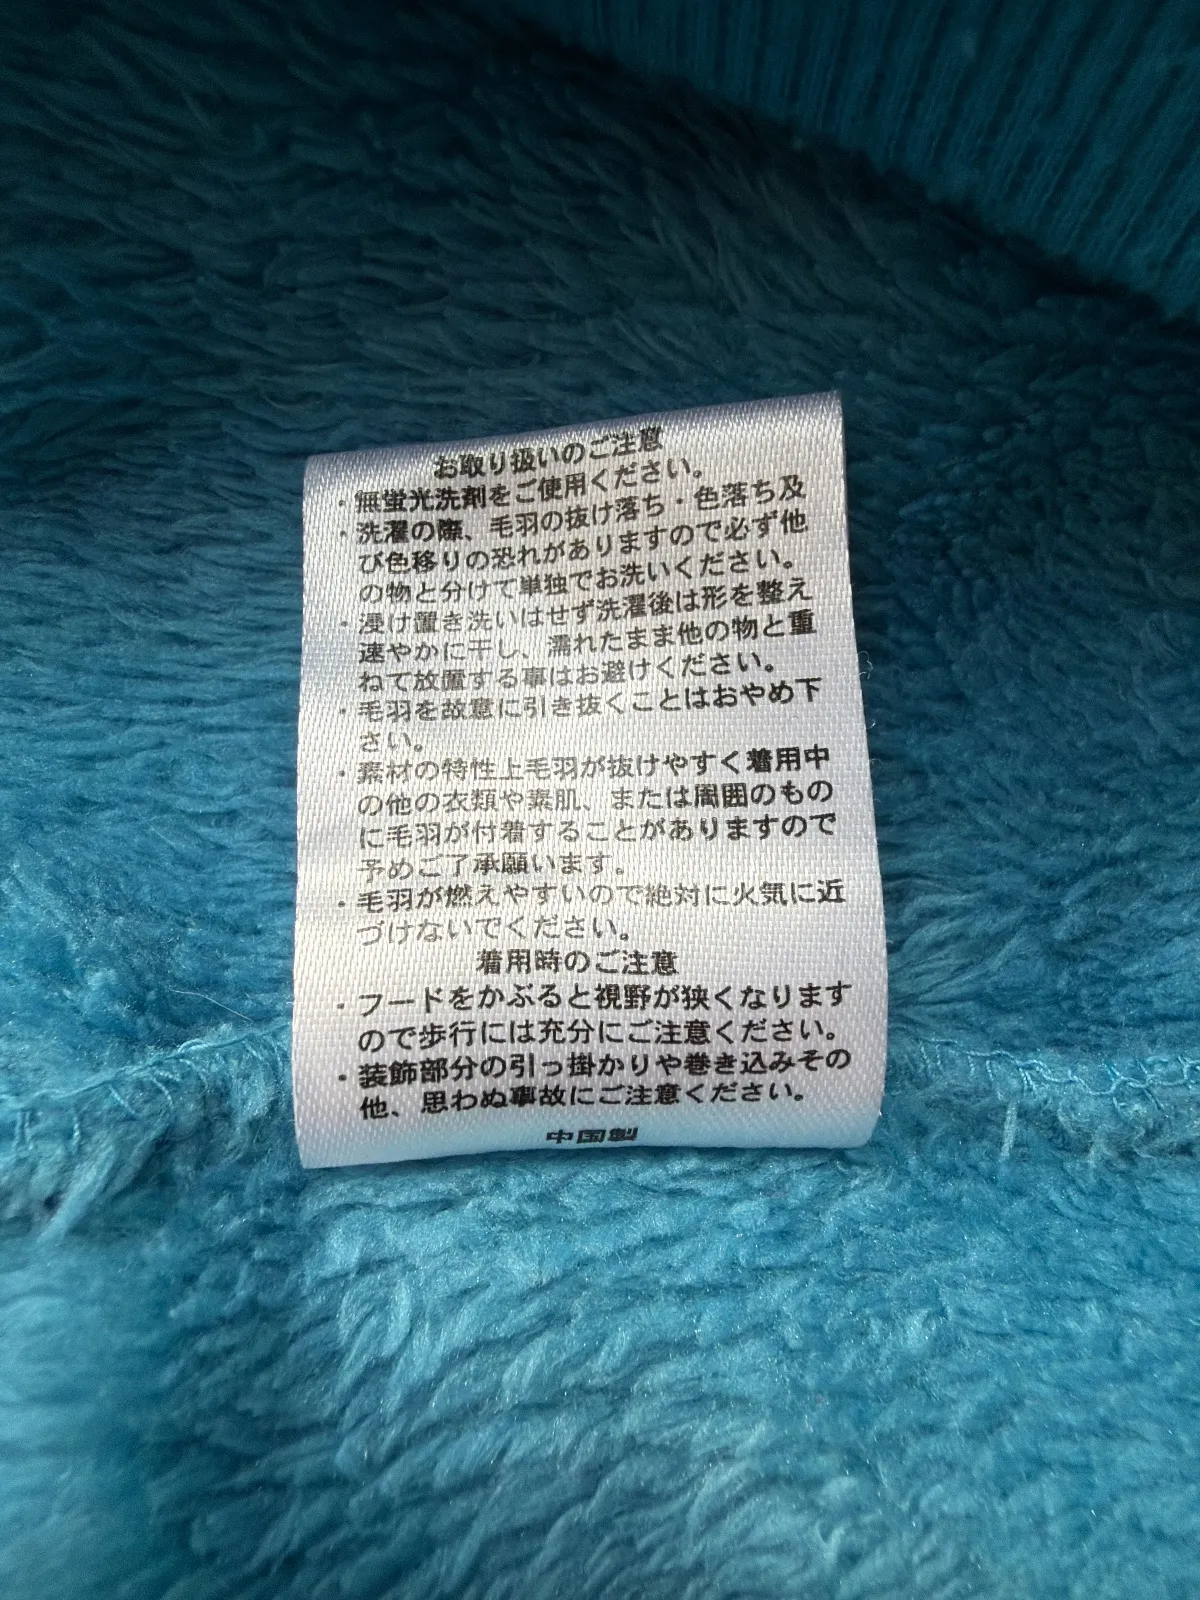 お取り扱いのご注意
・無蛍光洗剤をご使用ください。
・洗濯の際、毛羽の抜け落ち・色落ち及
び色移りの恐れがありますので必ず他
の物と分けて単独でお洗いください。
・浸け置き洗いはせず洗濯後は形を整え
速やかに干し、濡れたまま他の物と重
ねて放置する事はお避けください。
・毛羽を故意に引き抜くことはおやめ下
さい。
・素材の特性上毛羽が抜けやすく着用中
の他の衣類や素肌、または周囲のもの
に毛羽が付着することがありますので
予めご了承願います。
・毛羽が燃えやすいので絶対に火気に近
づけないでください。
着用時のご注意
・フードをかぶると視野が狭くなります
ので歩行には充分にご注意ください。
・装飾部分の引っ掛かりや巻き込みその
他、思わぬ事故にご注意ください。
中国製